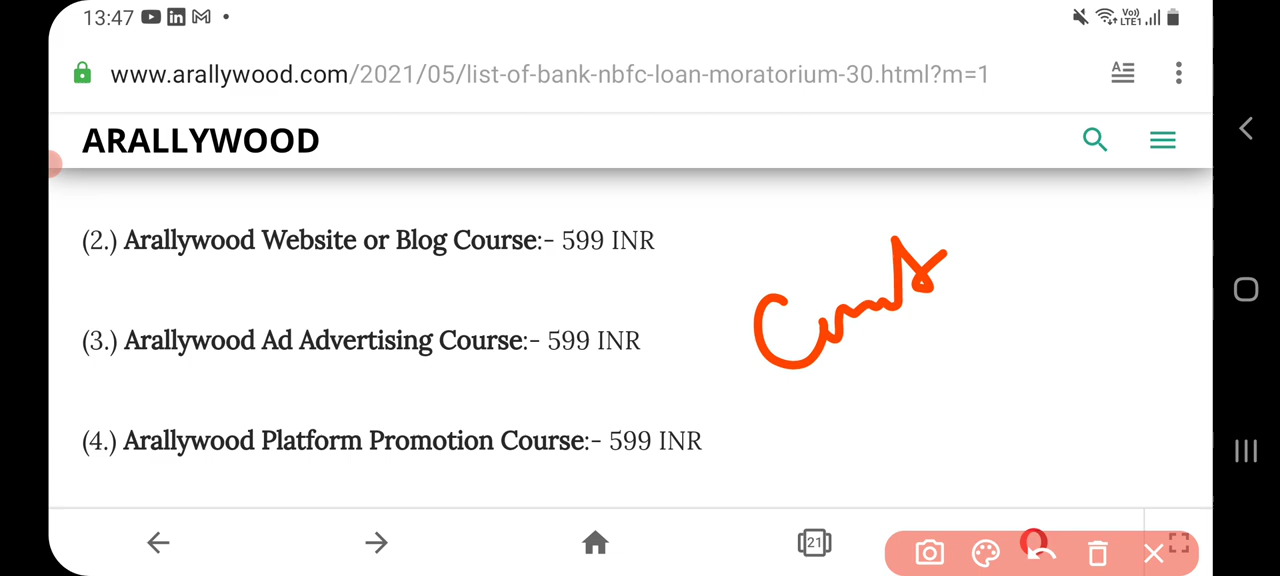 13:47
Vo)) LTE1
www.arallywood.com/2021/05/list-of-bank-nbfc-loan-moratorium-30.html?m=1
ARALLYWOOD
(2.) Arallywood Website or Blog Course:- 599 INR
(3.) Arallywood Ad Advertising Course:- 599 INR
(4.) Arallywood Platform Promotion Course:- 599 INR
21